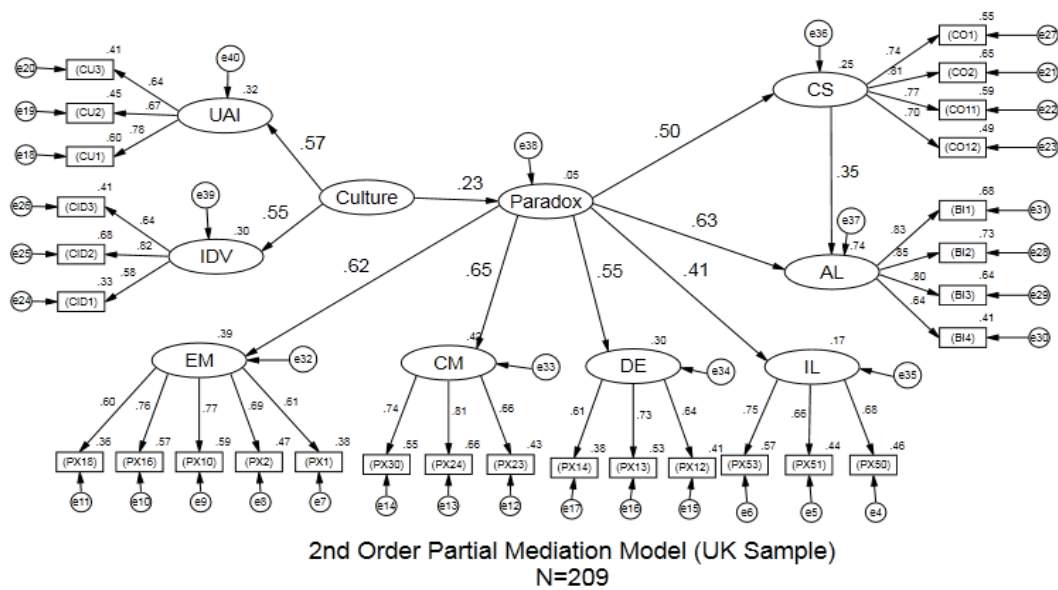 .55
e36
(CO1)
e27
.41
e40
.74
.65
e20
(CU3)
.25
.81
(CO2)
e21
.64
.32
CS
.45
.77
.59
e19
(CU2)
.67
UAI
(CO11)
e22
.70
.60
.78
.49
e18
(CU1)
.50
(CO12)
e23
.57
e38
.35
.41
e39
Culture
.23
.05
Paradox
.68
e26
(CID3)
e37
(BI1)
e31
.64
.55
.63
.83
.68
.30
.74
.85
.73
e25
(CID2)
.82
IDV
AL
(BI2)
e28
.33
.58
.62
.65
.55
.41
.80
.64
e24
(CID1)
.64
(BI3)
e29
.41
(BI4)
e30
.39
.42
.30
.17
EM
e32
CM
e33
DE
e34
IL
e35
.60
.76
.77
.69
.61
.74
.81
.66
.61
.73
.64
.75
.66
.68
.36
.57
.59
.47
.38
.55
.66
.43
.38
.53
.41
.57
.44
.46
(PX18)
(PX16)
(PX10)
(PX2)
(PX1)
(PX30)
(PX24)
(PX23)
(PX14)
(PX13)
(PX12)
(PX53)
(PX51)
(PX50)
e11
e10
e9
e8
e7
e14
e13
e12
e17
e16
e15
e6
e5
e4
2nd Order Partial Mediation Model (UK Sample)
N=209